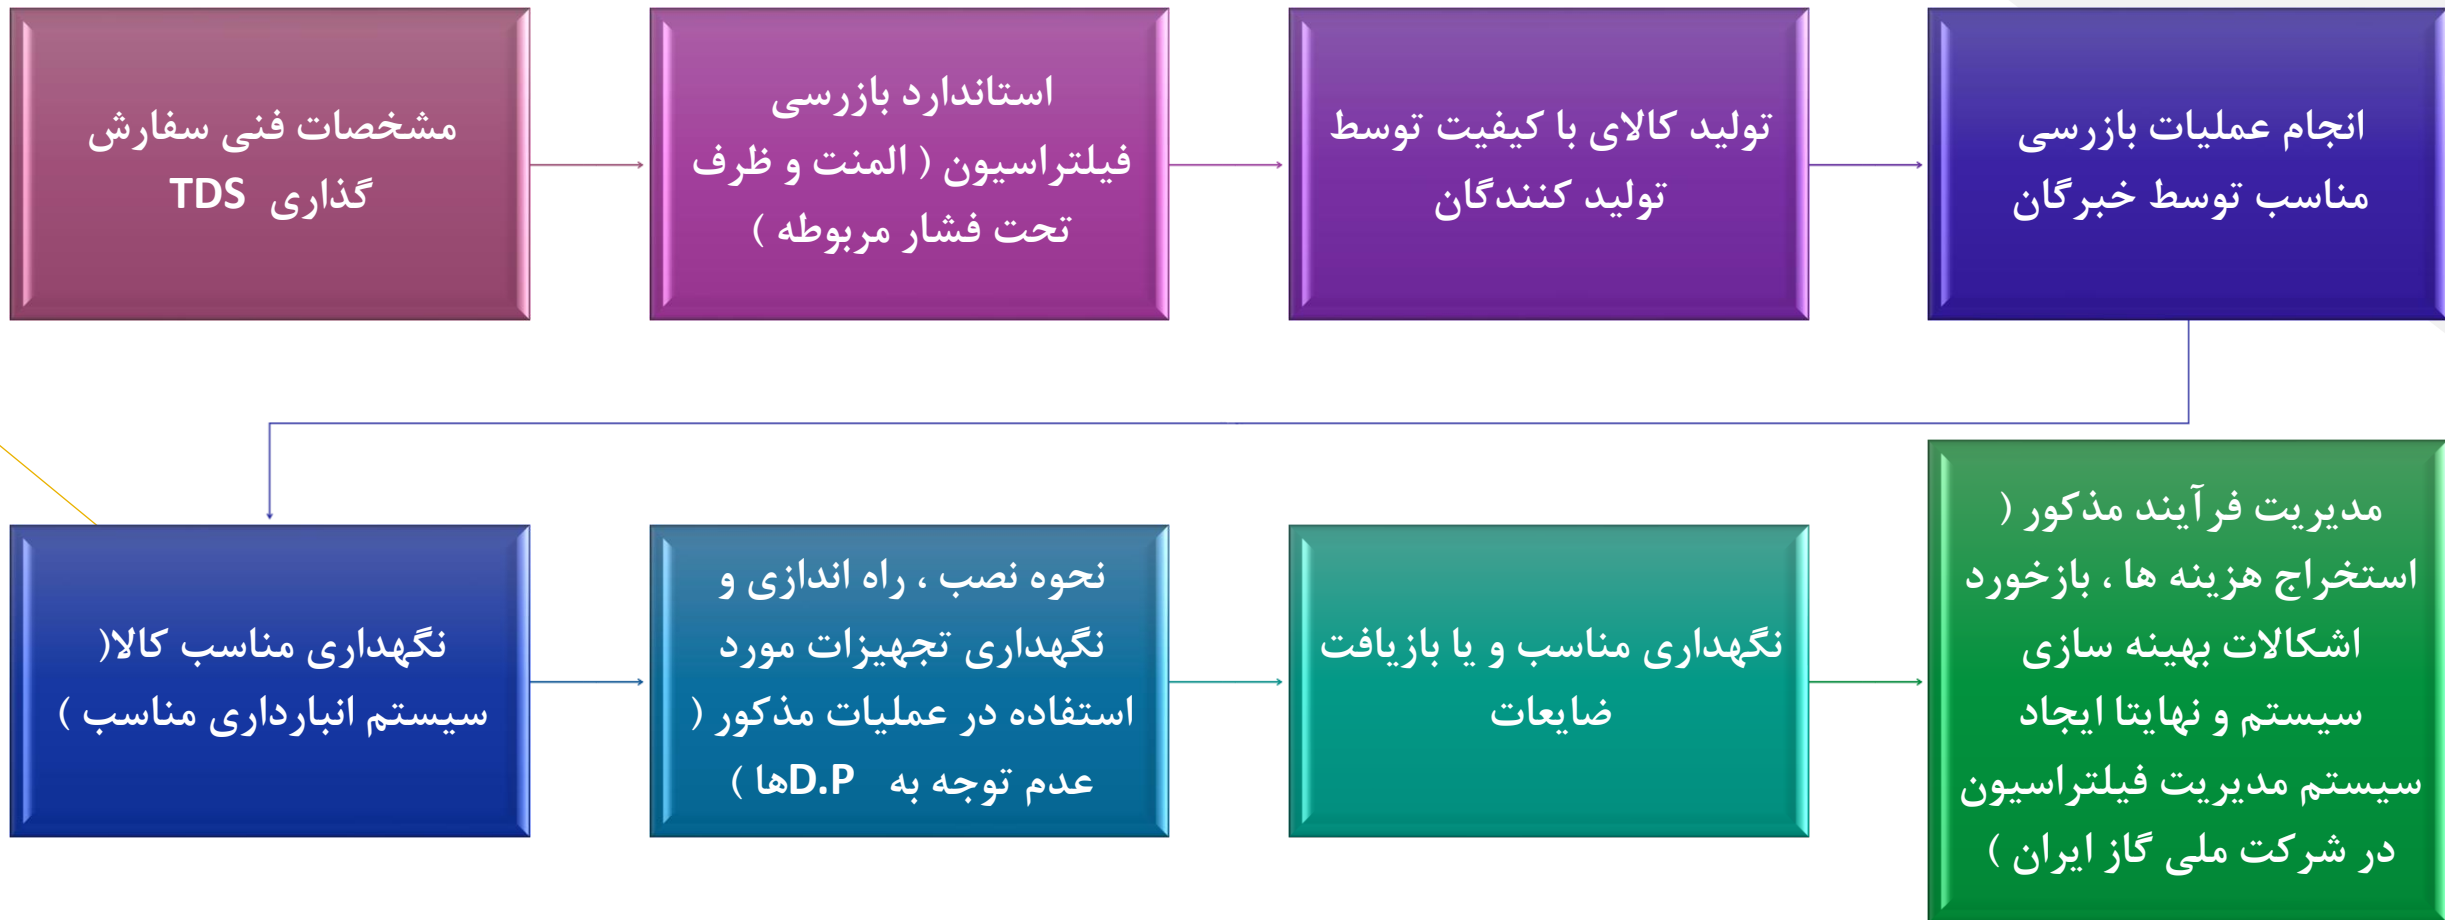 مشخصات فنی سفارش
گذاری TDS
استاندارد بازرسی
فیلتراسیون ( المنت و ظرف
تحت فشار مربوطه )
تولید کالای با کیفیت توسط
تولید کنندگان
انجام عملیات بازرسی
مناسب توسط خبرگان
نگهداری مناسب کالا(
سیستم انبارداری مناسب )
نحوه نصب ، راه اندازی و
نگهداری تجهیزات مورد
استفاده در عملیات مذکور (
عدم توجه به D.Pها )
نگهداری مناسب و یا بازیافت
ضایعات
مدیریت فرآیند مذکور (
استخراج هزینه ها ، بازخورد
اشکالات بهینه سازی
سیستم و نهایتا ایجاد
سیستم مدیریت فیلتراسیون
در شرکت ملی گاز ایران )